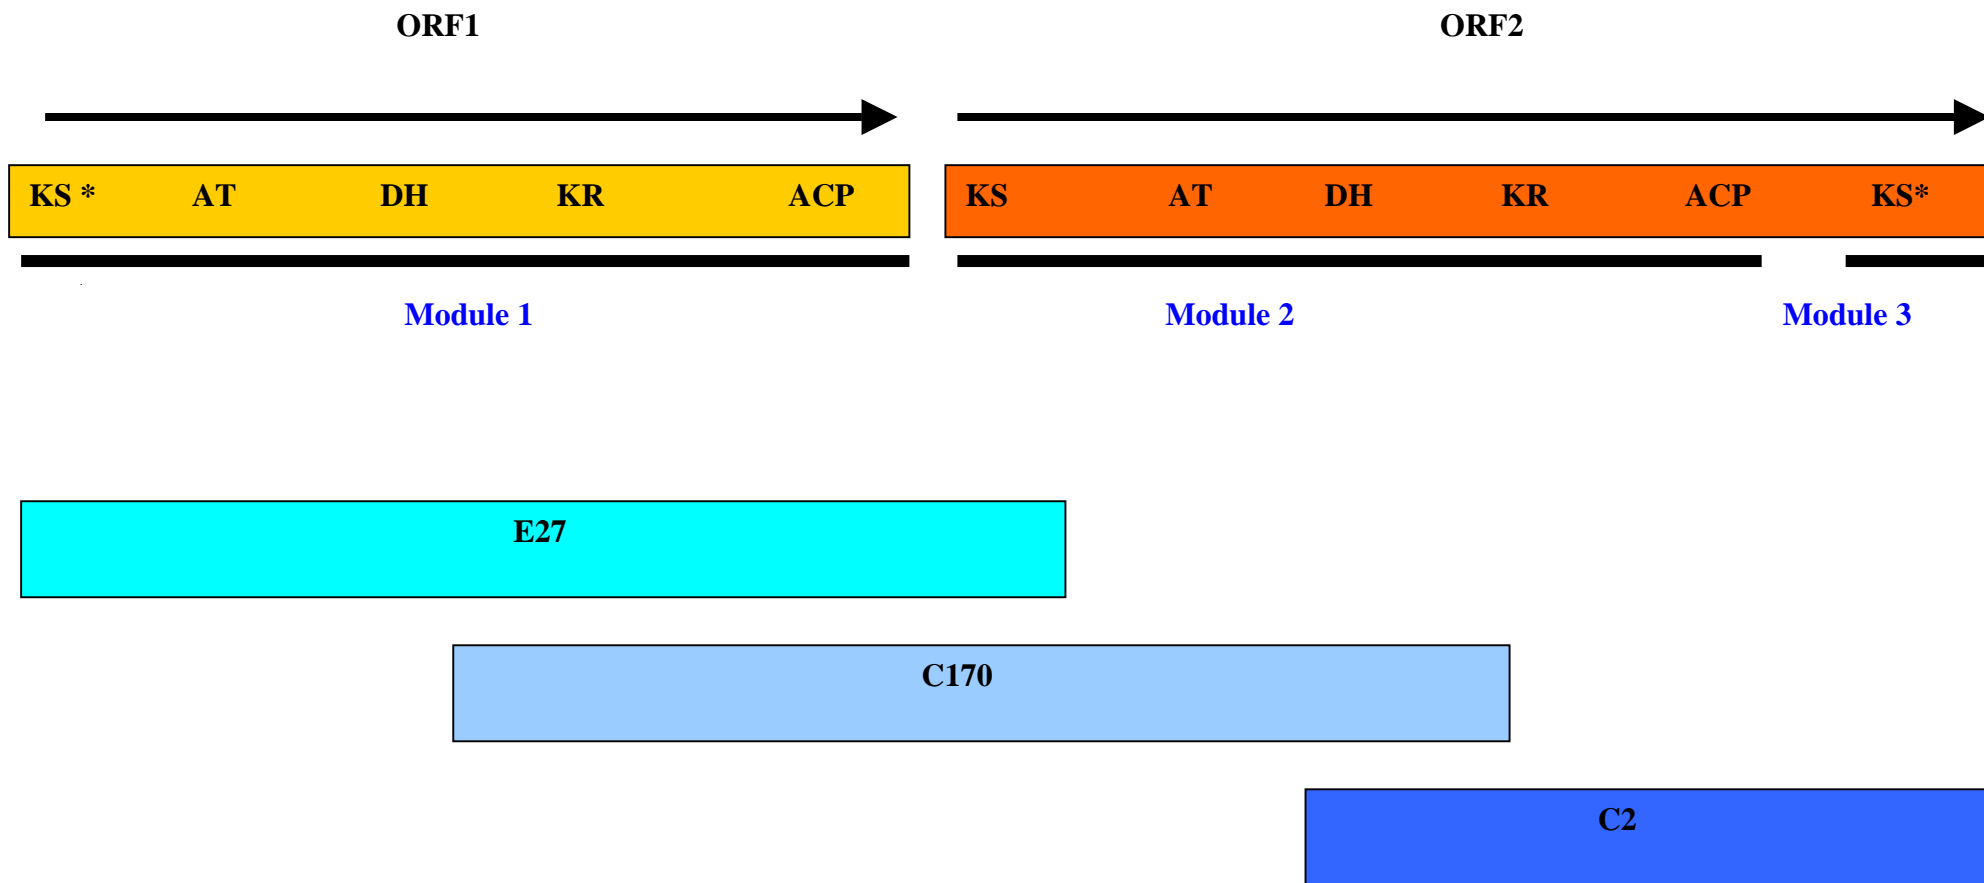 ORF1 ORF2
KS * AT DH KR ACP KS AT DH KR ACP KS*
Module 1 Module 2 Module 3
E27
C170
C2